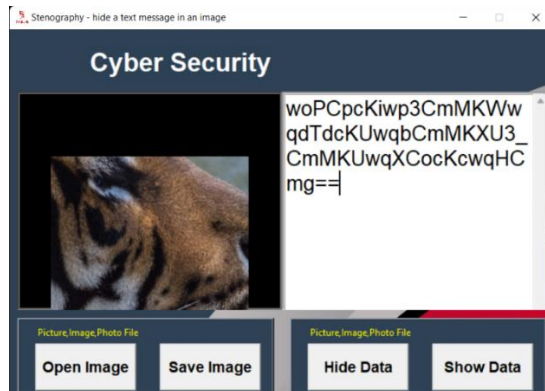 Stenography - hide a text message in an image
Cyber Security
woPCpcKiwp3CmMKVw
qdTdcKUwqbCmMKXU3_
CmMKUwqXCocKcwqHC
mg==
Picture,Image,Photo File
Open Image
Save Image
Picture,Image,Photo File
Hide Data
Show Data